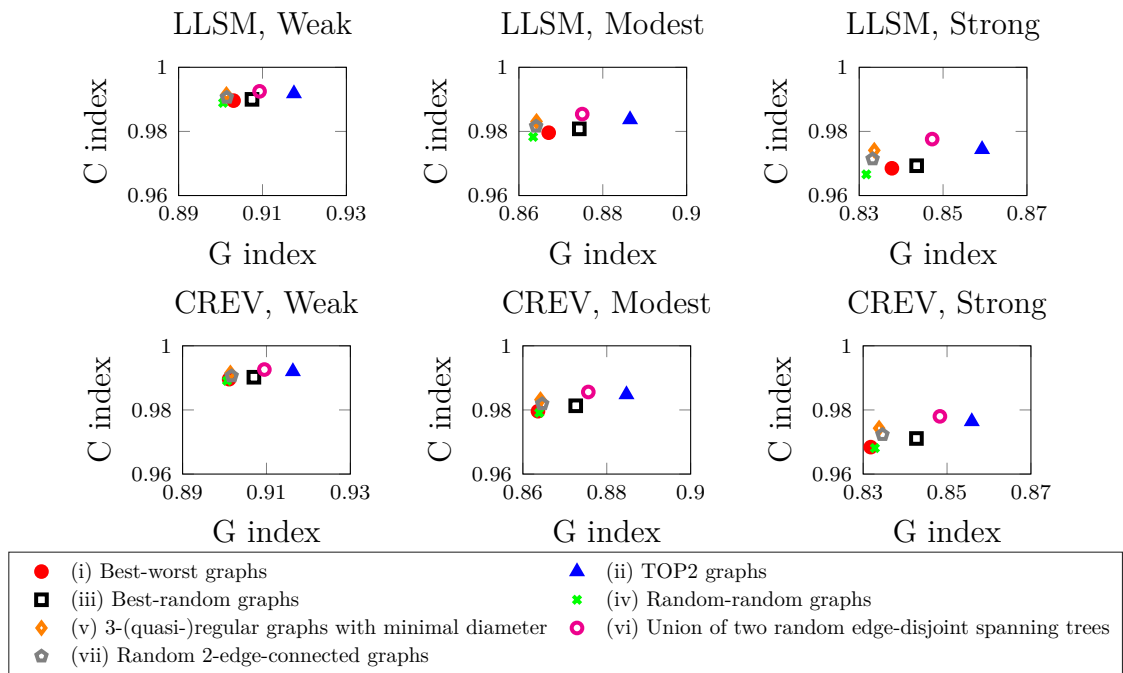 LLSM, Weak
LLSM, Modest
LLSM, Strong
1
0.98
0.96
C index
0.89
0.91
0.93
G index
1
0.98
0.96
C index
0.86
0.88
0.9
G index
1
0.98
0.96
C index
0.83
0.85
0.87
G index
CREV, Weak
CREV, Modest
CREV, Strong
1
0.98
0.96
C index
0.89
0.91
0.93
G index
1
0.98
0.96
C index
0.86
0.88
0.9
G index
1
0.98
0.96
C index
0.83
0.85
0.87
G index
(i) Best-worst graphs
(ii) TOP2 graphs
(iii) Best-random graphs
(iv) Random-random graphs
(v) 3-(quasi-)regular graphs with minimal diameter
(vi) Union of two random edge-disjoint spanning trees
(vii) Random 2-edge-connected graphs